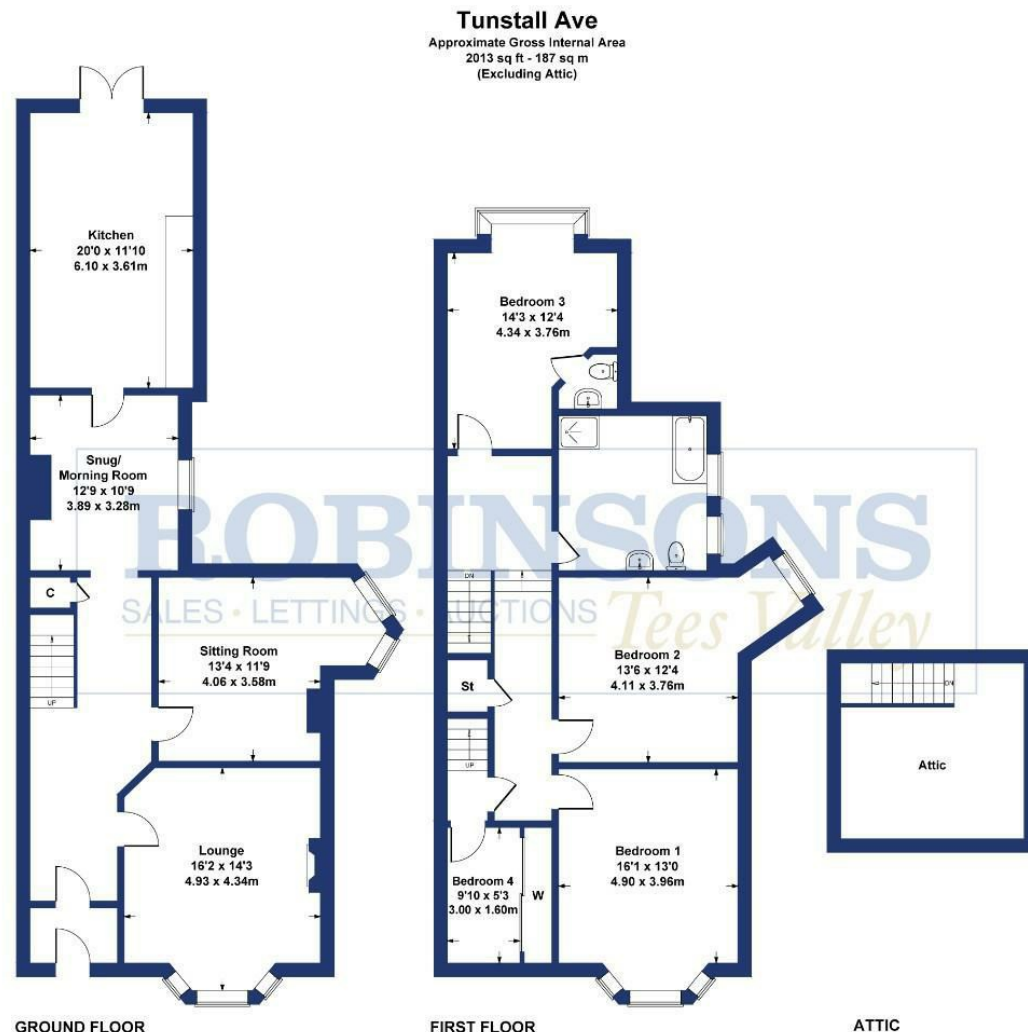 Tunstall Ave
Approximate Gross Internal Area
2013 sq ft - 187 sq m
(Excluding Attic)
Kitchen
20'0 x 11'10
6.10 x 3.61m
Snug/
Morning Room
12'9 x 10'9
3.89 x 3.28m
C
UP
Sitting Room
13'4 x 11'9
4.06 x 3.58m
Lounge
16'2 x 14'3
4.93 x 4.34m
GROUND FLOOR
Bedroom 3
14'3 x 12'4
4.34 x 3.76m
DN
St
UP
Bedroom 2
13'6 x 12'4
4.11 x 3.76m
Bedroom 1
16'1 x 13'0
4.90 x 3.96m
Bedroom 4
9'10 x 5'3
3.00 x 1.60m
W
FIRST FLOOR
DN
Attic
ATTIC
ROBINSONS
SALES · LETTINGS · AUCTIONS
Tees Valley